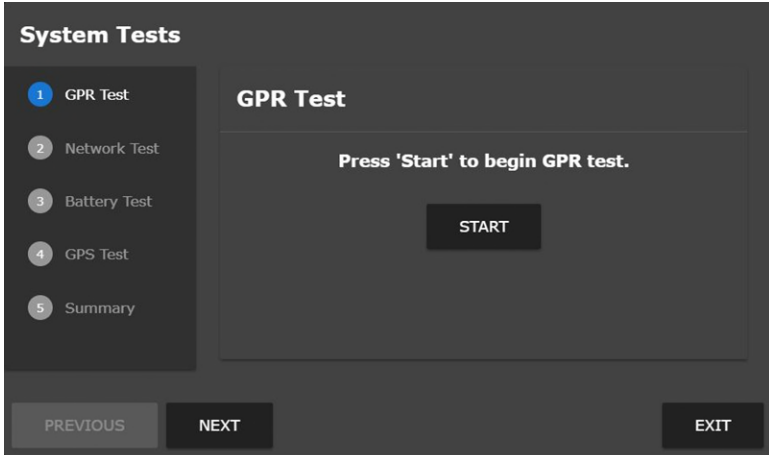 System Tests
1 GPR Test
2 Network Test
3 Battery Test
4 GPS Test
5 Summary
GPR Test
Press 'Start' to begin GPR test.
START
PREVIOUS
NEXT
EXIT